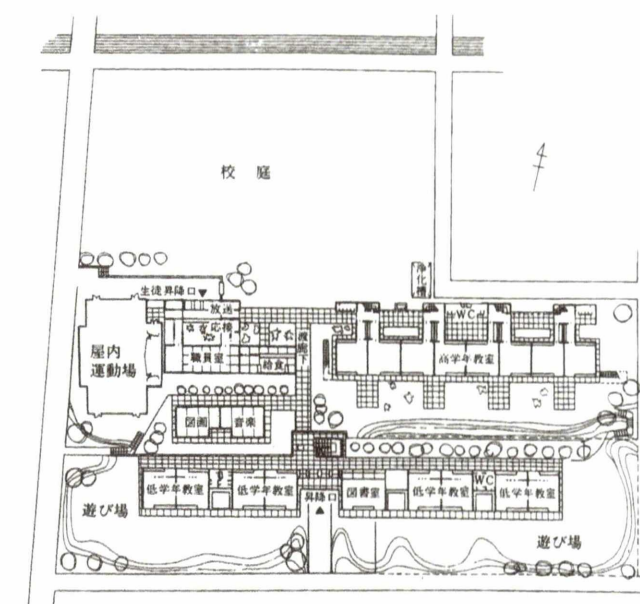 校庭
浄化槽
生徒昇降口
放送
応接
職員室
給食
渡廊下
屋内
運動場
WC
高学年教室
図画
音楽
低学年教室
低学年教室
昇降口
図書室
低学年教室
WC
低学年教室
遊び場
遊び場